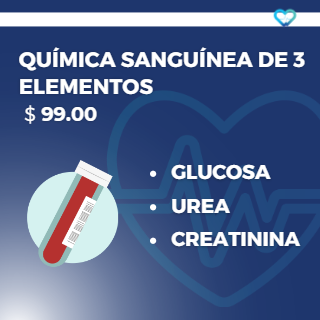 QUÍMICA SANGUÍNEA DE 3
ELEMENTOS
$ 99.00
• GLUCOSA
• UREA
• CREATININA